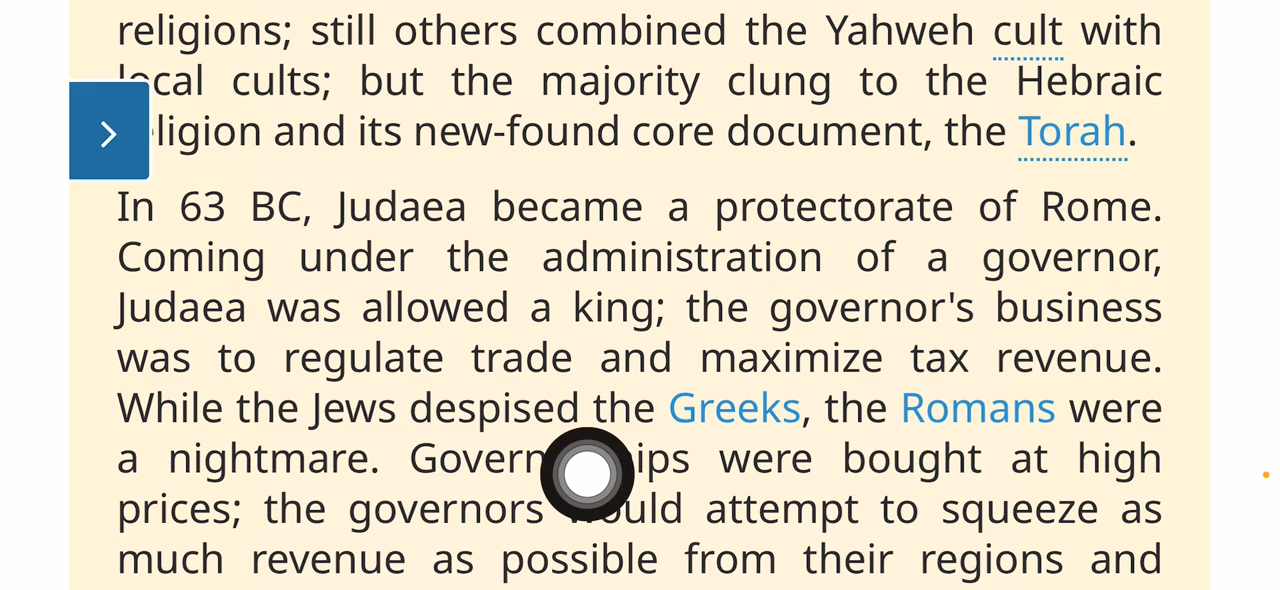 religions; still others combined the Yahweh cult with
cults; but the majority clung to the Hebraic
and its new-found core document, the Torah.
In 63 BC, Judaea became a protectorate of Rome.
Coming under the administration of a governor,
Judaea was allowed a king; the governor's business
was to regulate trade and maximize tax revenue.
While the Jews despised the Greeks, the Romans were
a nightmare. were bought at high
prices; the governors would attempt to squeeze as
much revenue as possible from their regions and